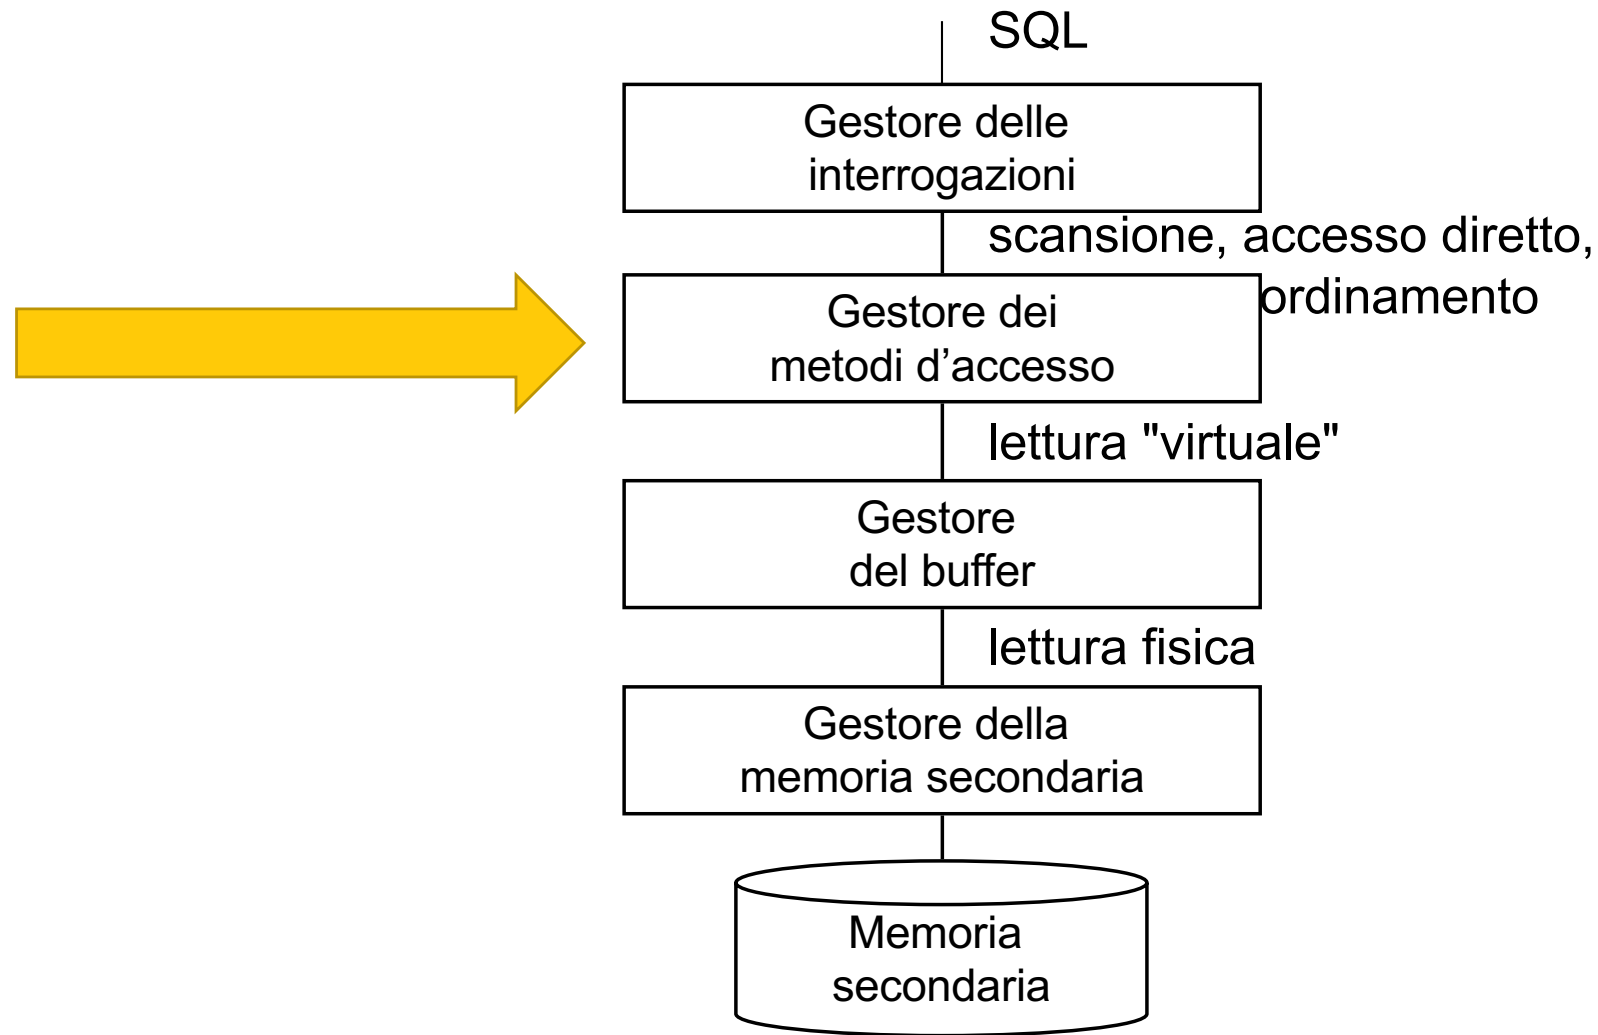 SQL
Gestore delle
interrogazioni
scansione, accesso diretto,
ordinamento
Gestore dei
metodi d’accesso
lettura "virtuale"
Gestore
del buffer
lettura fisica
Gestore della
memoria secondaria
Memoria
secondaria